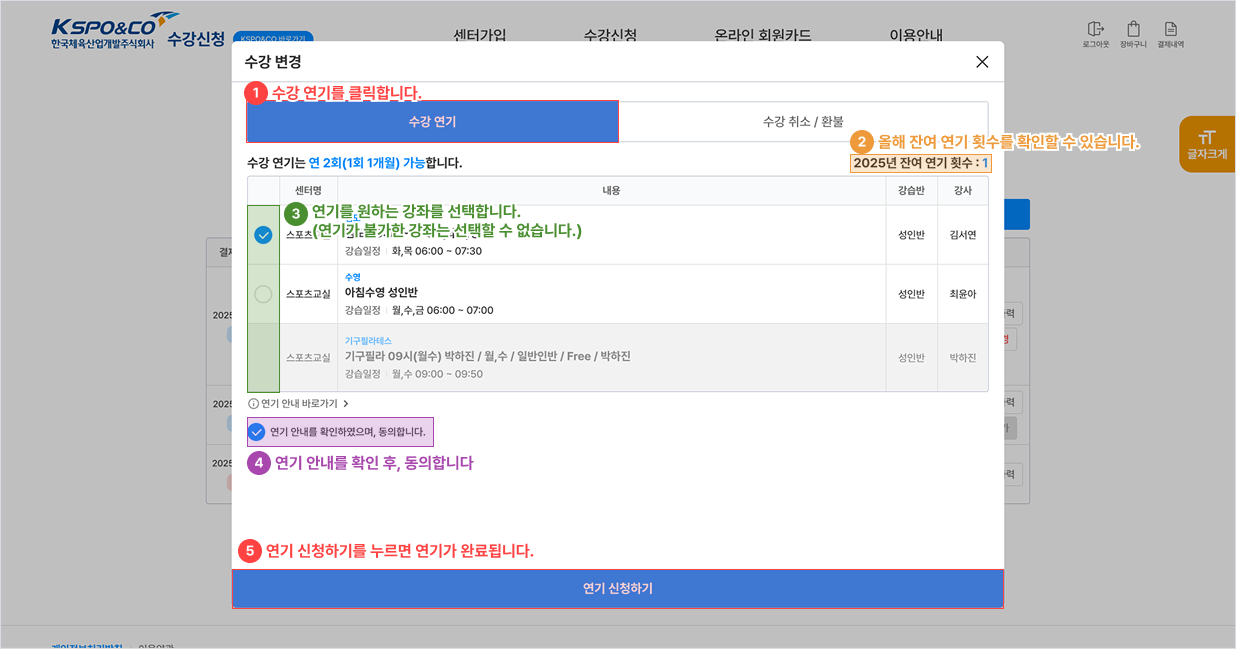 KSPO&CO
한국체육산업개발주식회사
수강신청
KSPO&CO 바로가기
센터가입
수강신청
온라인 회원카드
이용안내
로그아웃
장바구니
결제내역
수강 변경
1 수강 연기를 클릭합니다.
수강 연기
수강 취소 / 환불
2 올해 잔여 연기 횟수를 확인할 수 있습니다.
글자크게
수강 연기는 연 2회(1회 1개월) 가능합니다.
2025년 잔여 연기 횟수 : 1
센터명
내용
강습반
강사
3 연기를 원하는 강좌를 선택합니다.
(연기가 불가한 강좌는 선택할 수 없습니다.)
강습일정 화,목 06:00 ~ 07:30
성인반
김서연
스포츠교실
수영
아침수영 성인반
강습일정 월,수,금 06:00 ~ 07:00
성인반
최윤아
스포츠교실
기구필라테스
기구필라 09시(월수) 박하진 / 월,수 / 일반인반 / Free / 박하진
강습일정 월,수 09:00 ~ 09:50
성인반
박하진
연기 안내 바로가기
연기 안내를 확인하였으며, 동의합니다.
4 연기 안내를 확인 후, 동의합니다
5 연기 신청하기를 누르면 연기가 완료됩니다.
연기 신청하기